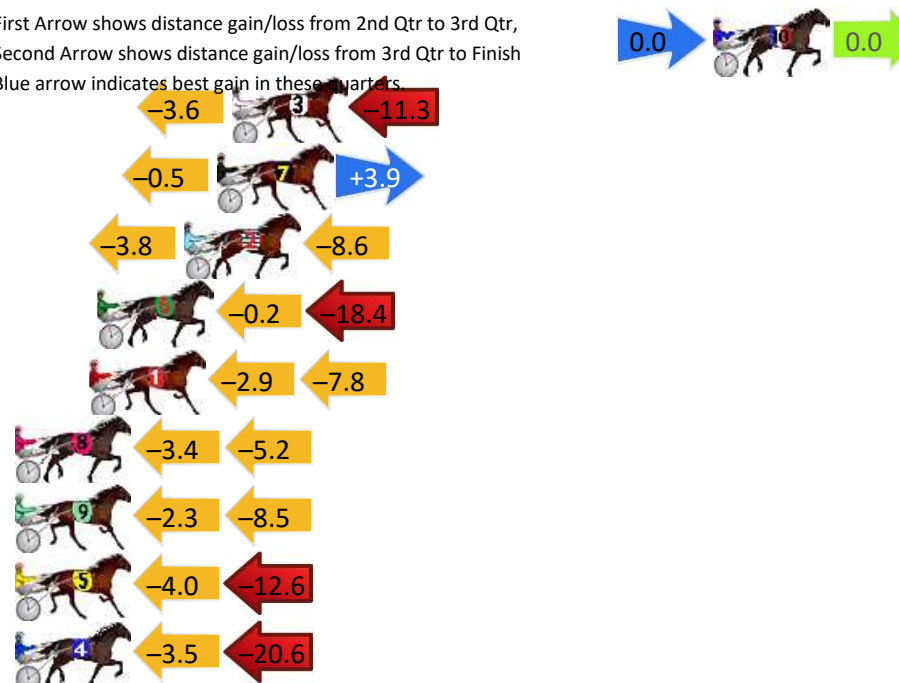 First Arrow shows distance gain/loss from 2nd Qtr to 3rd Qtr,
Second Arrow shows distance gain/loss from 3rd Qtr to Finish
Blue arrow indicates best gain in these quarters.
0.0 10 0.0
–3.6 3 –11.3
–0.5 7 +3.9
–3.8 2 –8.6
6 –0.2 –18.4
1 –2.9 –7.8
8 –3.4 –5.2
9 –2.3 –8.5
5 –4.0 –12.6
4 –3.5 –20.6